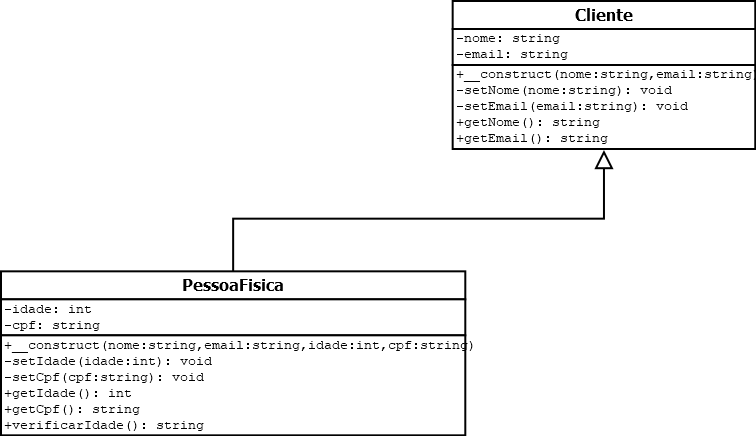 Cliente
-nome: string
-email: string
+__construct(nome:string,email:string,
-setNome(nome:string): void
-setEmail(email:string): void
+getNome(): string
+getEmail(): string
PessoaFisica
-idade: int
-cpf: string
+__construct(nome:string,email:string,idade:int,cpf:string)
-setIdade(idade:int): void
-setCpf(cpf:string): void
+getIdade(): int
+getCpf(): string
+verificarIdade(): string